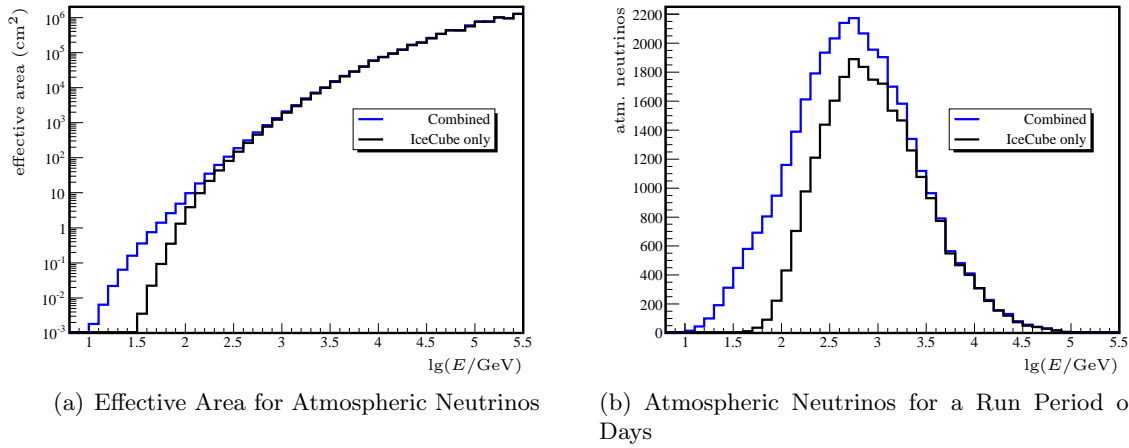 effective area (cm²)
10⁶
10⁵
10⁴
10³
10²
10
1
10⁻¹
10⁻²
10⁻³
1 1.5 2 2.5 3 3.5 4 4.5 5 5.5
lg(E/GeV)
Combined
IceCube only
(a) Effective Area for Atmospheric Neutrinos
atm. neutrinos
2200
2000
1800
1600
1400
1200
1000
800
600
400
200
0
1 1.5 2 2.5 3 3.5 4 4.5 5 5.5
lg(E/GeV)
Combined
IceCube only
(b) Atmospheric Neutrinos for a Run Period o
Days